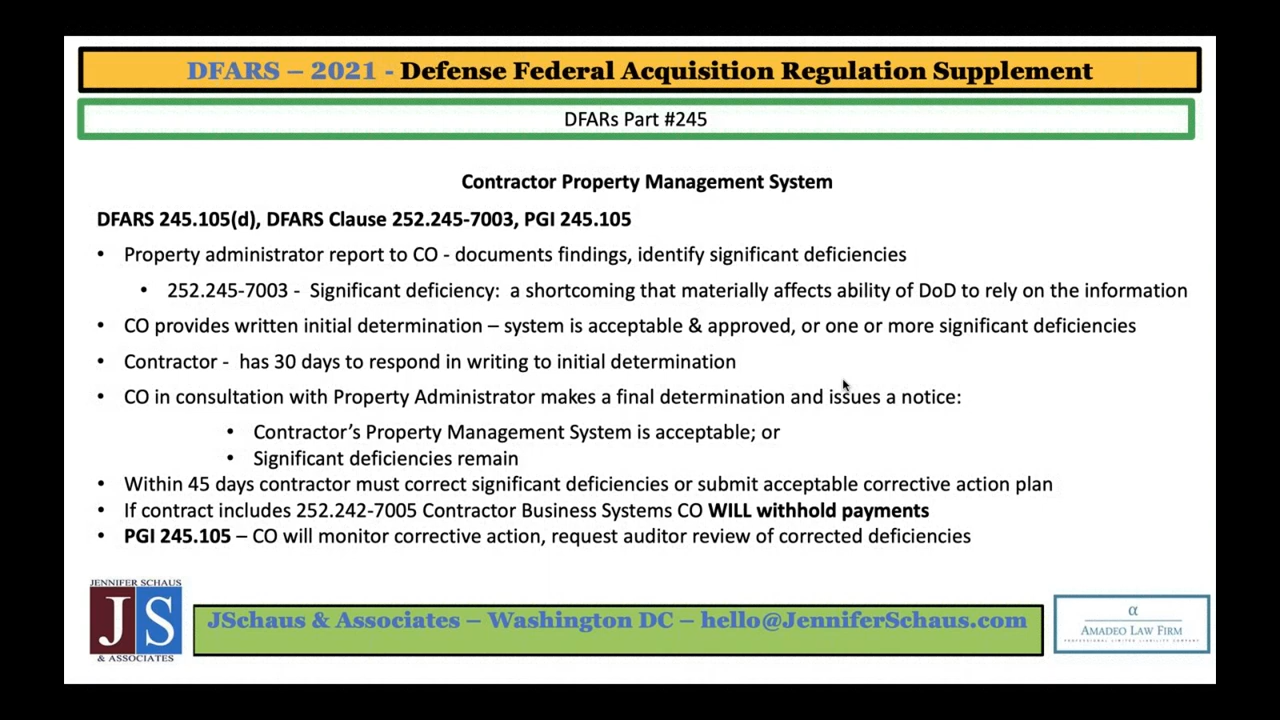 DFARS – 2021 - Defense Federal Acquisition Regulation Supplement
DFARs Part #245
Contractor Property Management System
DFARS 245.105(d), DFARS Clause 252.245-7003, PGI 245.105
• Property administrator report to CO - documents findings, identify significant deficiencies
• 252.245-7003 - Significant deficiency: a shortcoming that materially affects ability of DoD to rely on the information
• CO provides written initial determination – system is acceptable & approved, or one or more significant deficiencies
• Contractor - has 30 days to respond in writing to initial determination
• CO in consultation with Property Administrator makes a final determination and issues a notice:
• Contractor's Property Management System is acceptable; or
• Significant deficiencies remain
• Within 45 days contractor must correct significant deficiencies or submit acceptable corrective action plan
• If contract includes 252.242-7005 Contractor Business Systems CO WILL withhold payments
• PGI 245.105 – CO will monitor corrective action, request auditor review of corrected deficiencies
JENNIFER SCHAUS
JS
& ASSOCIATES
JSchaus & Associates – Washington DC – hello@JenniferSchaus.com
α
AMADEO LAW FIRM
PROFESSIONAL LIMITED LIABILITY COMPANY